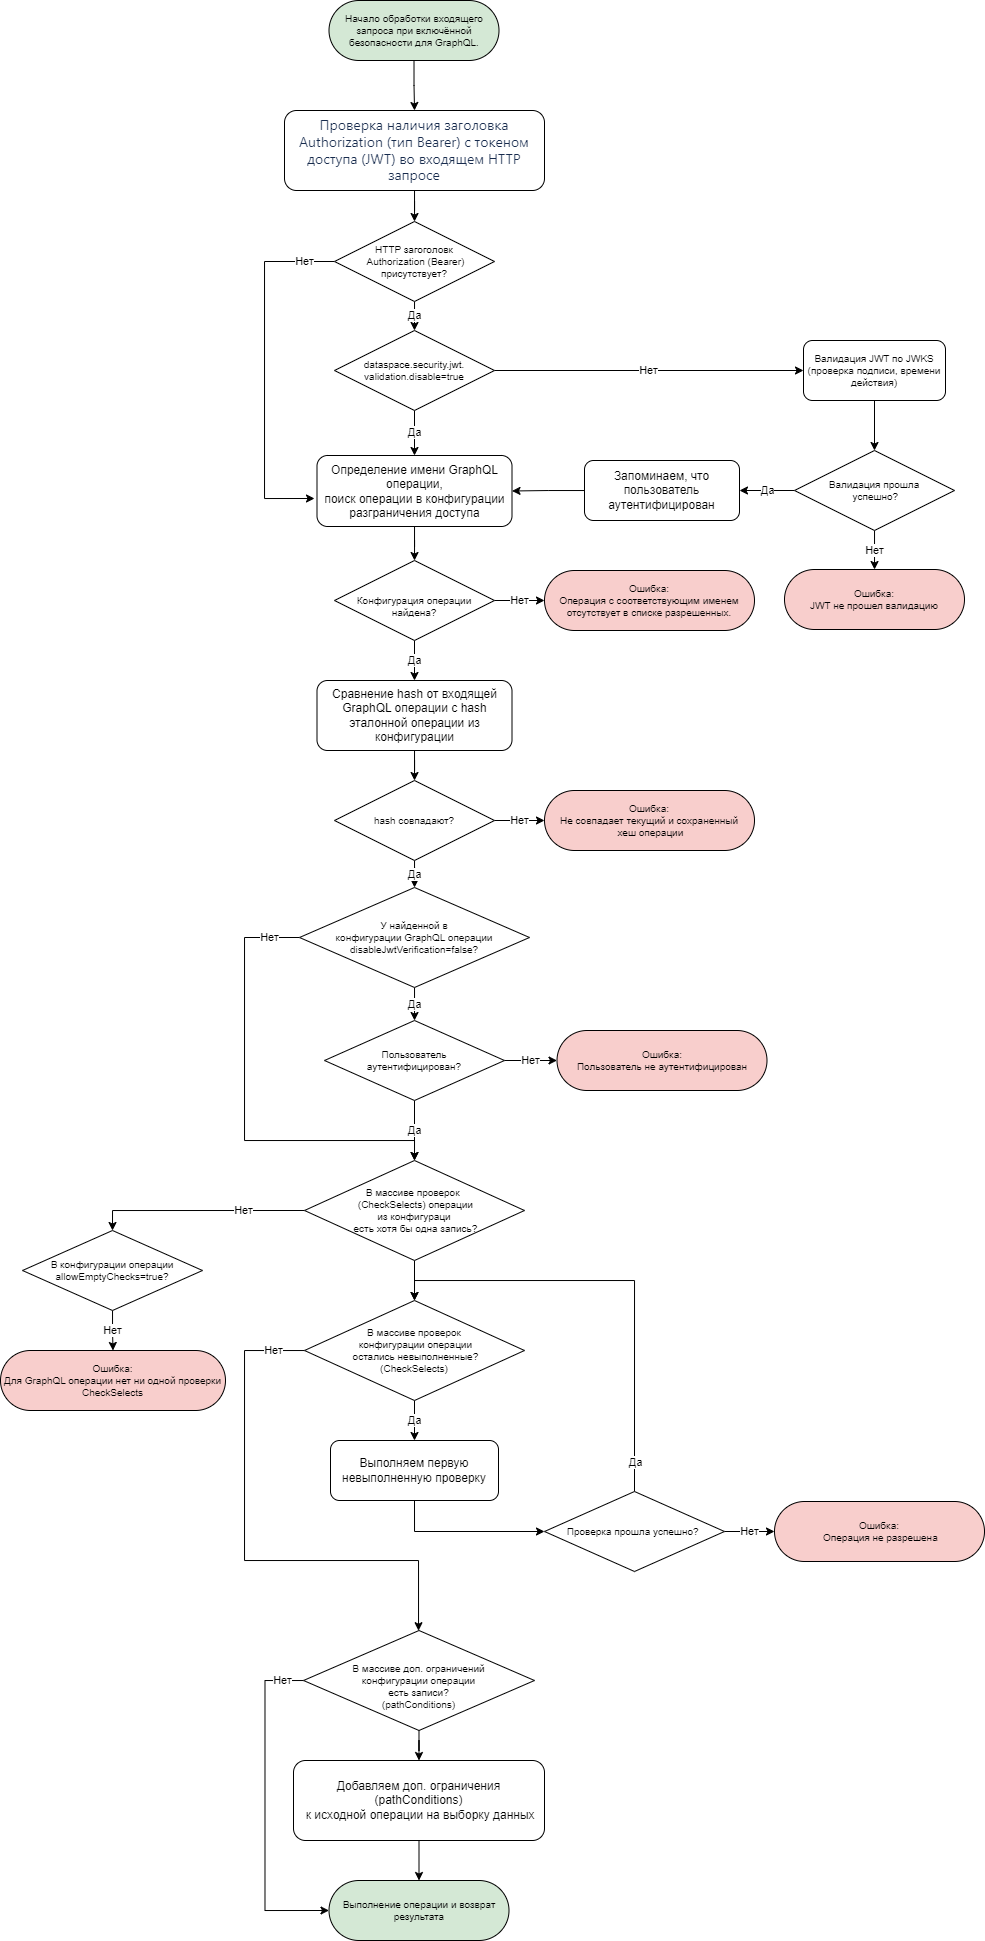 Начало обработки входящего
запроса при включённой
безопасности для GraphQL.
Проверка наличия заголовка
Authorization (тип Bearer) с токеном
доступа (JWT) во входящем HTTP
запросе
HTTP загоголовк
Authorization (Bearer)
присутствует?
Нет
Да
dataspace.security.jwt.
validation.disable=true
Нет
Валидация JWT по JWKS
(проверка подписи, времени
действия)
Да
Определение имени GraphQL
операции,
поиск операции в конфигурации
разграничения доступа
Запоминаем, что
пользователь
аутентифицирован
Да
Валидация прошла
успешно?
Нет
Ошибка:
JWT не прошел валидацию
Конфигурация операции
найдена?
Нет
Ошибка:
Операция с соответствующим именем
отсутствует в списке разрешенных.
Да
Сравнение hash от входящей
GraphQL операции с hash
эталонной операции из
конфигурации
hash совпадают?
Нет
Ошибка:
Не совпадает текущий и сохраненный
хеш операции
Да
У найденной в
конфигурации GraphQL операции
disableJwtVerification=false?
Нет
Да
Пользователь
аутентифицирован?
Нет
Ошибка:
Пользователь не аутентифицирован
Да
В массиве проверок
(CheckSelects) операции
из конфигураци
есть хотя бы одна запись?
Нет
В конфигурации операции
allowEmptyChecks=true?
Нет
Ошибка:
Для GraphQL операции нет ни одной проверки
CheckSelects
В массиве проверок
конфигурации операции
остались невыполненные?
(CheckSelects)
Нет
Да
Выполняем первую
невыполненную проверку
Да
Проверка прошла успешно?
Нет
Ошибка:
Операция не разрешена
В массиве доп. ограничений
конфигурации операции
есть записи?
(pathConditions)
Нет
Добавляем доп. ограничения
(pathConditions)
к исходной операции на выборку данных
Выполнение операции и возврат
результата